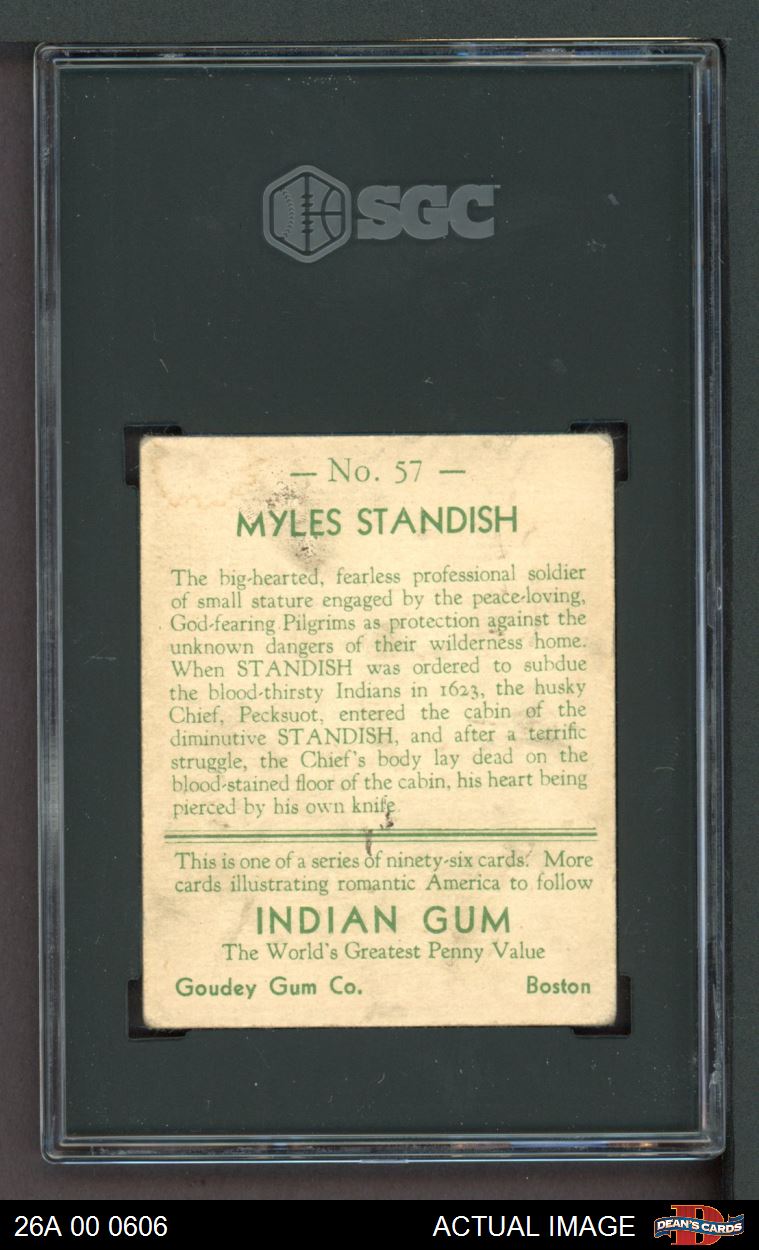 SGC
— No. 57 —
MYLES STANDISH
The big-hearted, fearless professional soldier
of small stature engaged by the peace-loving,
God-fearing Pilgrims as protection against the
unknown dangers of their wilderness home.
When STANDISH was ordered to subdue
the blood-thirsty Indians in 1623, the husky
Chief, Pecksuot, entered the cabin of the
diminutive STANDISH, and after a terrific
struggle, the Chief's body lay dead on the
blood-stained floor of the cabin, his heart being
pierced by his own knife
This is one of a series of ninety-six cards. More
cards illustrating romantic America to follow
INDIAN GUM
The World's Greatest Penny Value
Goudey Gum Co. Boston
26A 00 0606 ACTUAL IMAGE DEAN'S CARDS